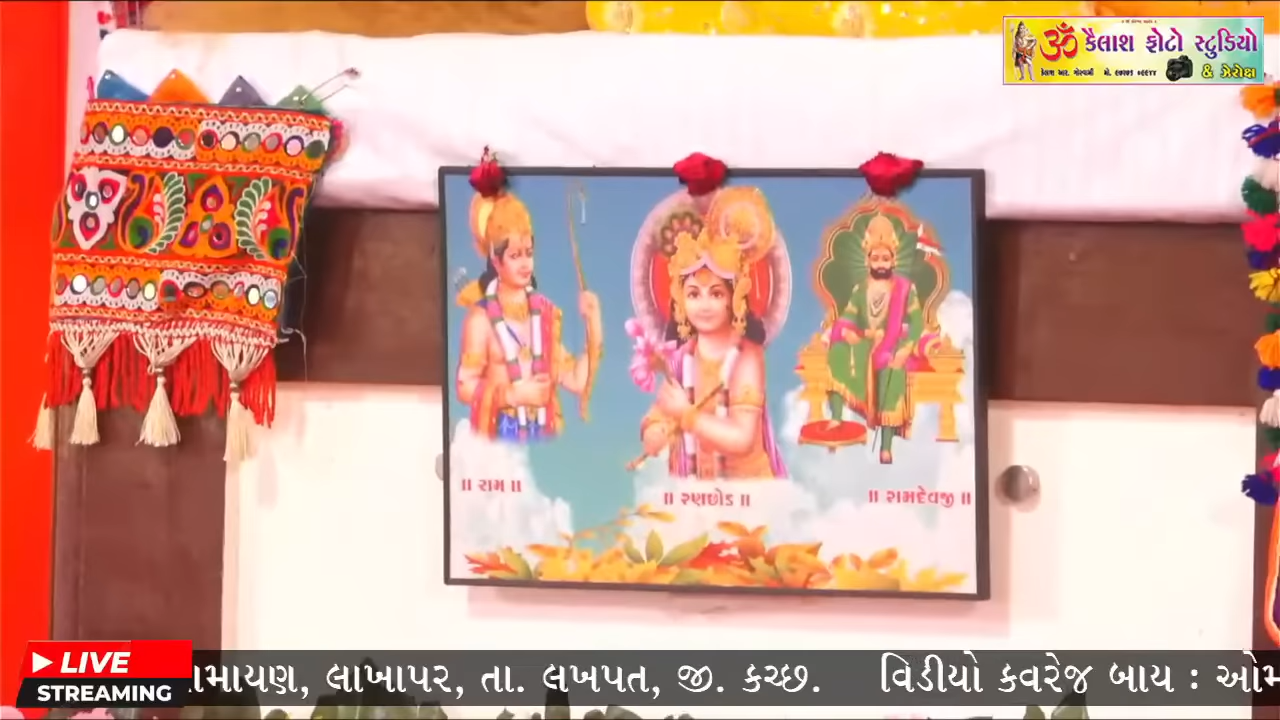 ૐ કૈલાશ ફોટો સ્ટુડિયો
& ઝેરોક્ષ
॥ રામ ॥
॥ રણછોડ ॥
॥ રામદેવજી ॥
LIVE
STREAMING
ામાયણ, લાખાપર, તા. લખપત, જી. કચ્છ. વિડીયો કવરેજ બાય : ઓમ